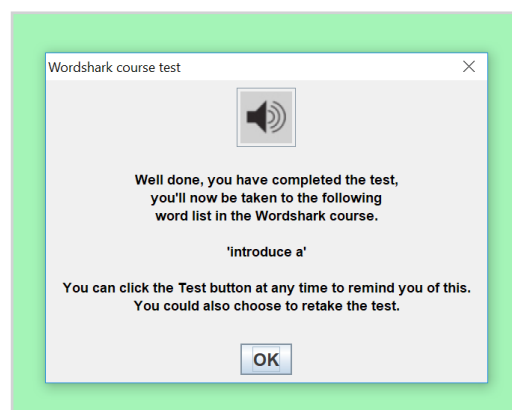 Wordshark course test
Well done, you have completed the test,
you'll now be taken to the following
word list in the Wordshark course.
'introduce a'
You can click the Test button at any time to remind you of this.
You could also choose to retake the test.
OK